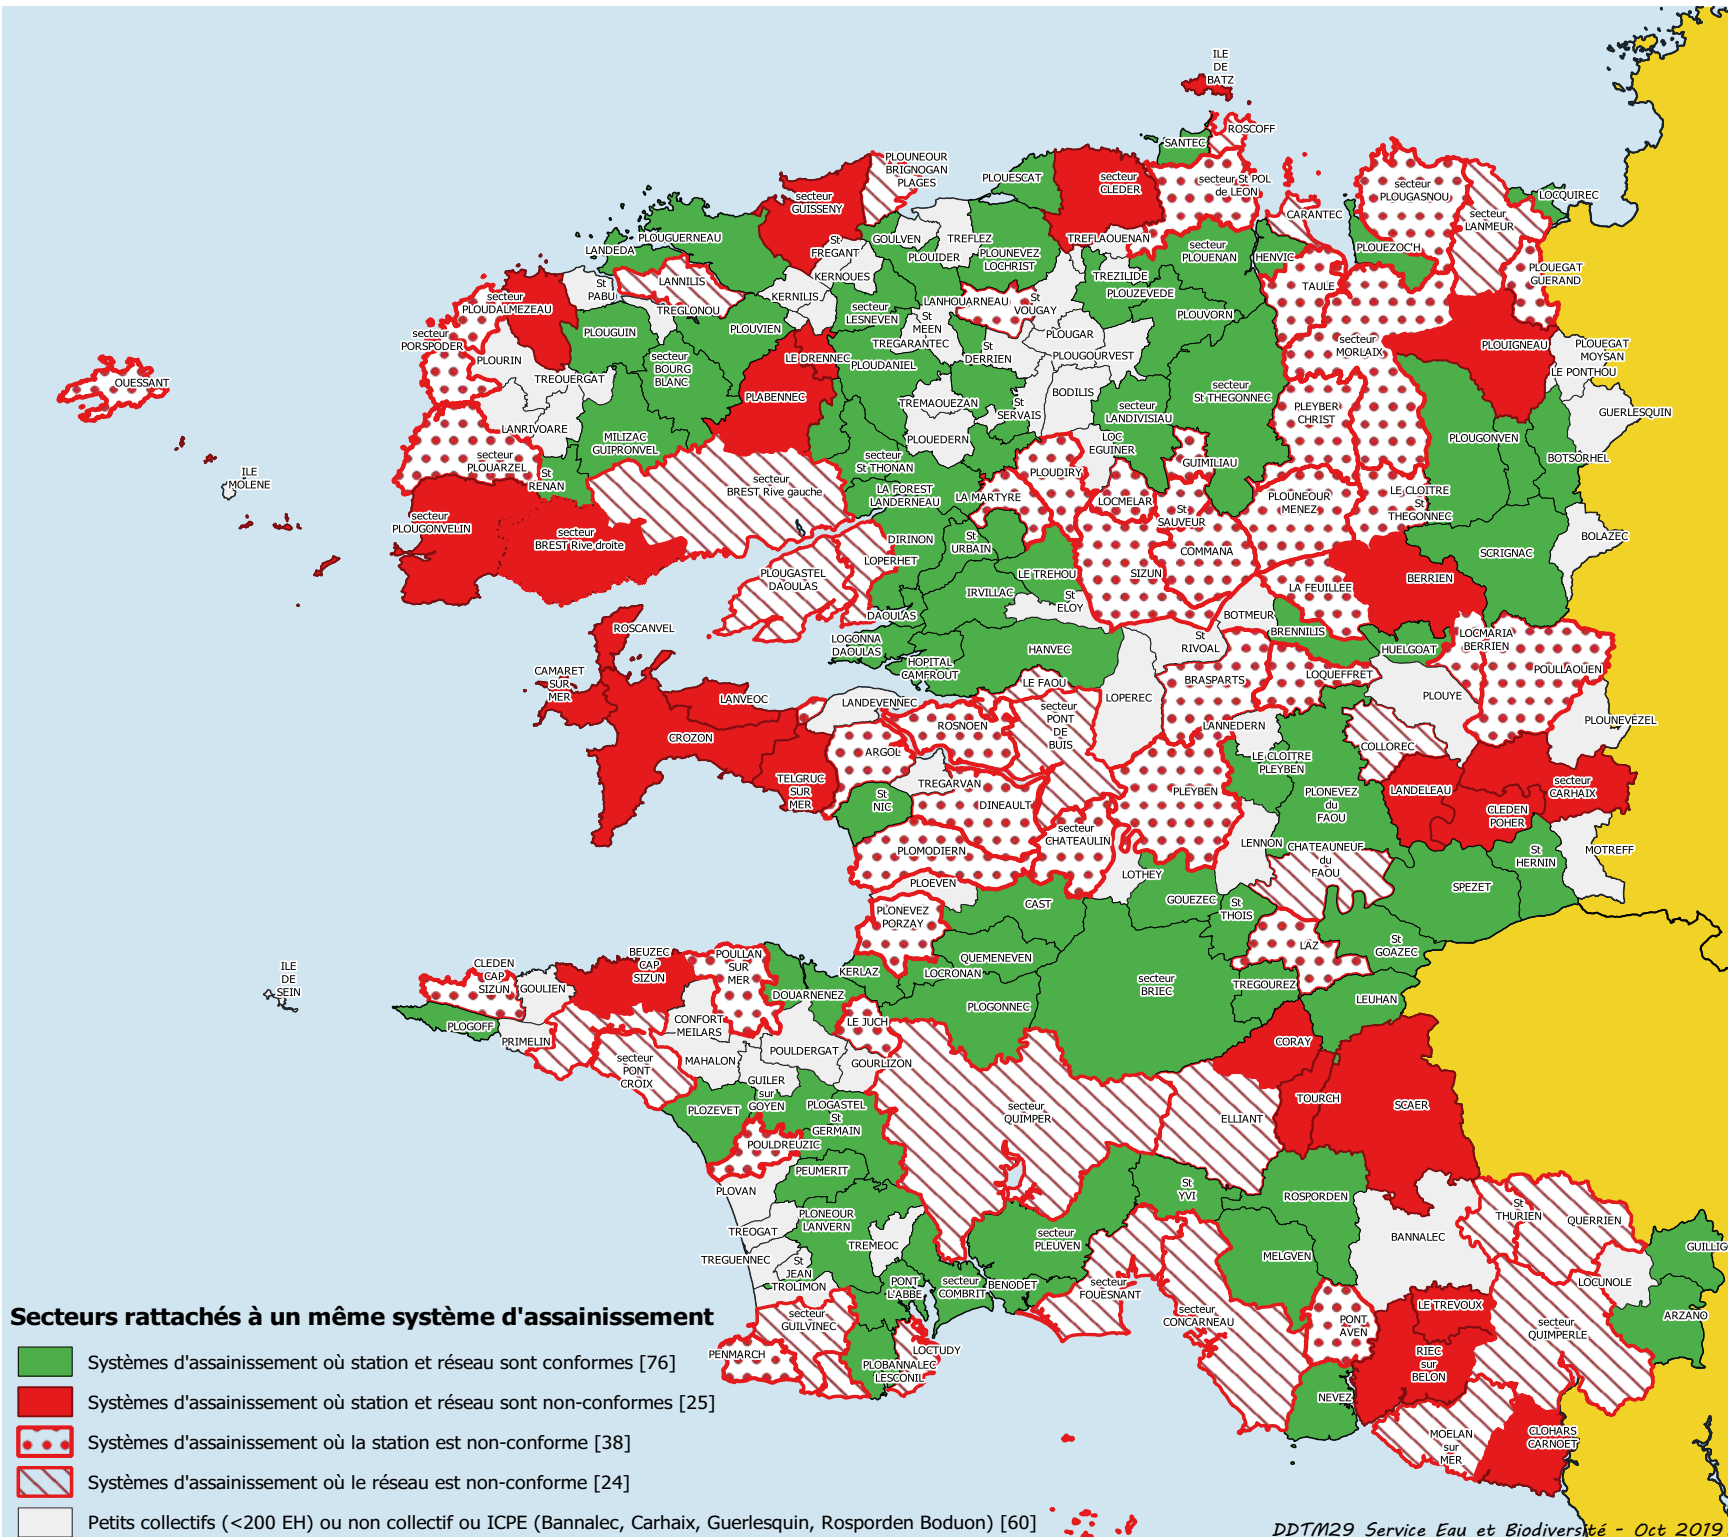 ILE
DE
BATZ
ROSCOFF
SANTEC
PLOUNEOUR
BRIGNOGAN
PLAGES
PLOUESCAT
secteur
CLEDER
secteur St POL
de LEON
secteur
PLOUGASNOU
LOCQUIREC
secteur
GUISSENY
CARANTEC
secteur
LANMEUR
PLOUGUERNEAU
LANDEDA
St
FREGANT
GOULVEN
TREFLEZ
TREFLAOUENAN
PLOUIDER
PLOUNEVEZ
LOCHRIST
secteur
PLOUENAN
HENVIC
PLOUEZOC'H
PLOUEGAT
GUERAND
KERNOUES
TREZILIDE
TAULE
LANNILIS
St
PABU
KERNILIS
PLOUZEVEDE
secteur
PLOUDALMEZEAU
TREGLONOU
secteur
LESNEVEN
LANHOUARNEAU
St
VOUGAY
PLOUVORN
secteur
PORSPODER
PLOUGUIN
PLOUVIEN
St
MEEN
TREGARANTEC
PLOUGAR
secteur
MORLAIX
PLOUIGNEAU
PLOUEGAT
MOYSAN
PLOURIN
secteur
BOURG
BLANC
LE DRENNEC
PLOUDANIEL
St
DERRIEN
PLOUGOURVEST
LE PONTHOU
OUESSANT
TREOUERGAT
PLABENNEC
TREMAOUEZAN
BODILIS
secteur
St THEGONNEC
PLEYBER
CHRIST
GUERLESQUIN
St
SERVAIS
secteur
LANDIVISIAU
LANRIVOARE
MILIZAC
GUIPRONVEL
PLOUEDERN
LOC
EGUINER
PLOUGONVEN
secteur
PLOUARZEL
secteur
St THONAN
PLOUDIRY
GUIMILIAU
BOTSORHEL
ILE
MOLENE
St
RENAN
secteur
BREST Rive gauche
LA FOREST
LANDERNEAU
LA MARTYRE
LOCMELAR
PLOUNEOUR
MENEZ
LE CLOITRE
St
THEGONNEC
secteur
PLOUGONVELIN
secteur
BREST Rive droite
DIRINON
St
URBAIN
St
SAUVEUR
BOLAZEC
LOPERHET
COMMANA
SCRIGNAC
PLOUGASTEL
DAOULAS
LE TREHOU
SIZUN
BERRIEN
IRVILLAC
St
ELOY
LA FEUILLEE
DAOULAS
BOTMEUR
ROSCANVEL
LOGONNA
DAOULAS
HANVEC
St
RIVOAL
BRENNILIS
HUELGOAT
LOCMARIA
BERRIEN
CAMARET
SUR
MER
HOPITAL
CAMFROUT
LE FAOU
BRASPARTS
LOQUEFFRET
POULLAOUEN
LANVEOC
LANDEVENNEC
secteur
PONT
DE
BUIS
LOPEREC
PLOUYE
CROZON
ROSNOEN
LANNEDERN
PLOUNEVEZEL
ARGOL
LE CLOITRE
PLEYBEN
COLLOREC
TELGRUC
SUR
MER
TREGARVAN
PLEYBEN
PLONEVEZ
du
FAOU
LANDELEAU
secteur
CARHAIX
St
NIC
DINEAULT
CLEDEN
POHER
secteur
CHATEAULIN
LENNON
CHATEAUNEUF
du
FAOU
PLOMODIERN
St
HERNIN
MOTREFF
PLOEVEN
LOTHEY
SPEZET
PLONEVEZ
PORZAY
CAST
GOUEZEC
St
THOIS
LAZ
St
GOAZEC
ILE
DE
SEIN
CLEDEN
CAP
SIZUN
BEUZEC
CAP
SIZUN
POULLAN
SUR
MER
KERLAZ
QUEMENEVEN
LOCRONAN
GOULIEN
DOUARNENEZ
secteur
BRIEC
TREGOUREZ
LEUHAN
PLOGONNEC
PLOGOFF
CONFORT
MEILARS
LE JUCH
PRIMELIN
CORAY
secteur
PONT
CROIX
MAHALON
POULDERGAT
GOURLIZON
GUILER
sur
GOYEN
PLOZEVET
PLOGASTEL
St
GERMAIN
secteur
QUIMPER
ELLIANT
TOURCH
SCAER
POULDREUZIC
PEUMERIT
PLOVAN
St
YVI
ROSPORDEN
PLONEOUR
LANVERN
St
THURIEN
QUERRIEN
TREOGAT
TREMEOC
secteur
PLEUVEN
MELGVEN
BANNALEC
TREGUENNEC
St
JEAN
TROLIMON
GUILLIG
PONT
L'ABBE
secteur
COMBRIT
BENODET
secteur
FOUESNANT
LOCUNOLE
secteur
GUILVINEC
secteur
CONCARNEAU
PONT
AVEN
LE TREVOUX
secteur
QUIMPERLE
ARZANO
PENMARCH
LOCTUDY
PLOBANNALEC
LESCONIL
RIEC
sur
BELON
NEVEZ
MOELAN
sur
MER
CLOHARS
CARNOET
Secteurs rattachés à un même système d'assainissement
Systèmes d'assainissement où station et réseau sont conformes [76]
Systèmes d'assainissement où station et réseau sont non-conformes [25]
Systèmes d'assainissement où la station est non-conforme [38]
Systèmes d'assainissement où le réseau est non-conforme [24]
Petits collectifs (<200 EH) ou non collectif ou ICPE (Bannalec, Carhaix, Guerlesquin, Rosporden Boduon) [60]
DDTM29 Service Eau et Biodiversité - Oct 2019